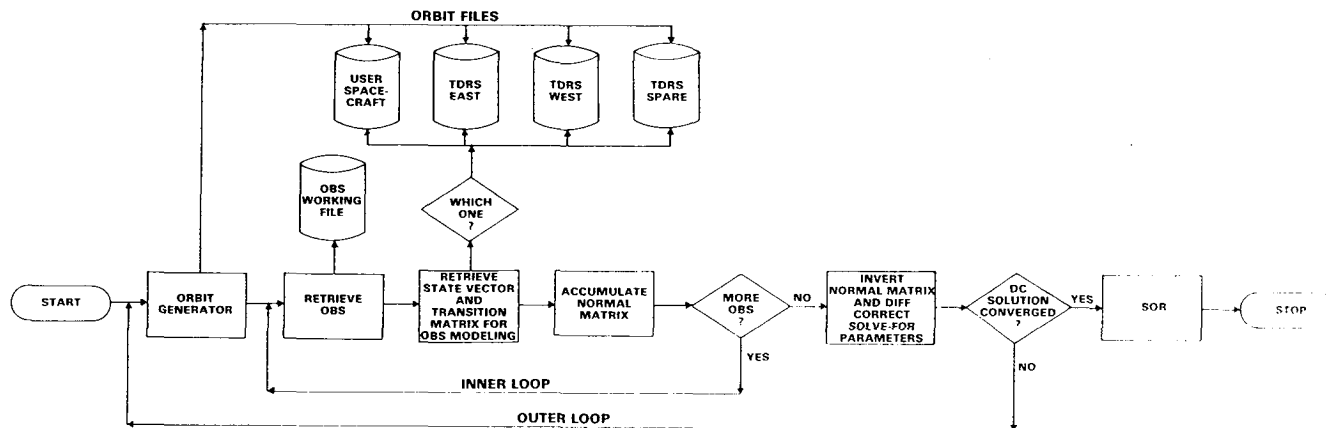 ORBIT FILES
USER
SPACE-
CRAFT
TDRS
EAST
TDRS
WEST
TDRS
SPARE
OBS
WORKING
FILE
WHICH
ONE
?
START
ORBIT
GENERATOR
RETRIEVE
OBS
RETRIEVE
STATE VECTOR
AND
TRANSITION
MATRIX FOR
OBS MODELING
ACCUMULATE
NORMAL
MATRIX
MORE
OBS
?
NO
YES
INVERT
NORMAL MATRIX
AND DIFF
CORRECT
SOLVE-FOR
PARAMETERS
DC
SOLUTION
CONVERGED
?
YES
NO
SOR
STOP
INNER LOOP
OUTER LOOP